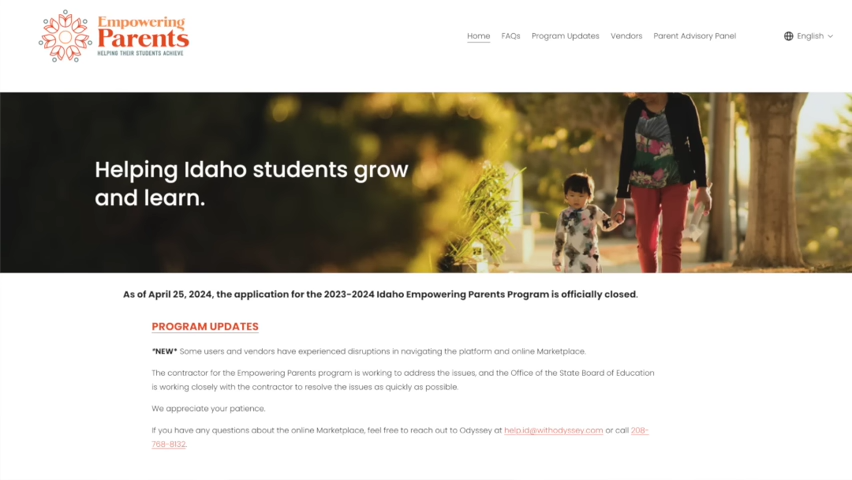 Empowering
Parents
HELPING THEIR STUDENTS ACHIEVE
Home FAQs Program Updates Vendors Parent Advisory Panel English
Helping Idaho students grow
and learn.
As of April 25, 2024, the application for the 2023-2024 Idaho Empowering Parents Program is officially closed.
PROGRAM UPDATES
*NEW* Some users and vendors have experienced disruptions in navigating the platform and online Marketplace.
The contractor for the Empowering Parents program is working to address the issues, and the Office of the State Board of Education
is working closely with the contractor to resolve the issues as quickly as possible.
We appreciate your patience.
If you have any questions about the online Marketplace, feel free to reach out to Odyssey at help.id@withodyssey.com or call 208-
768-8132.